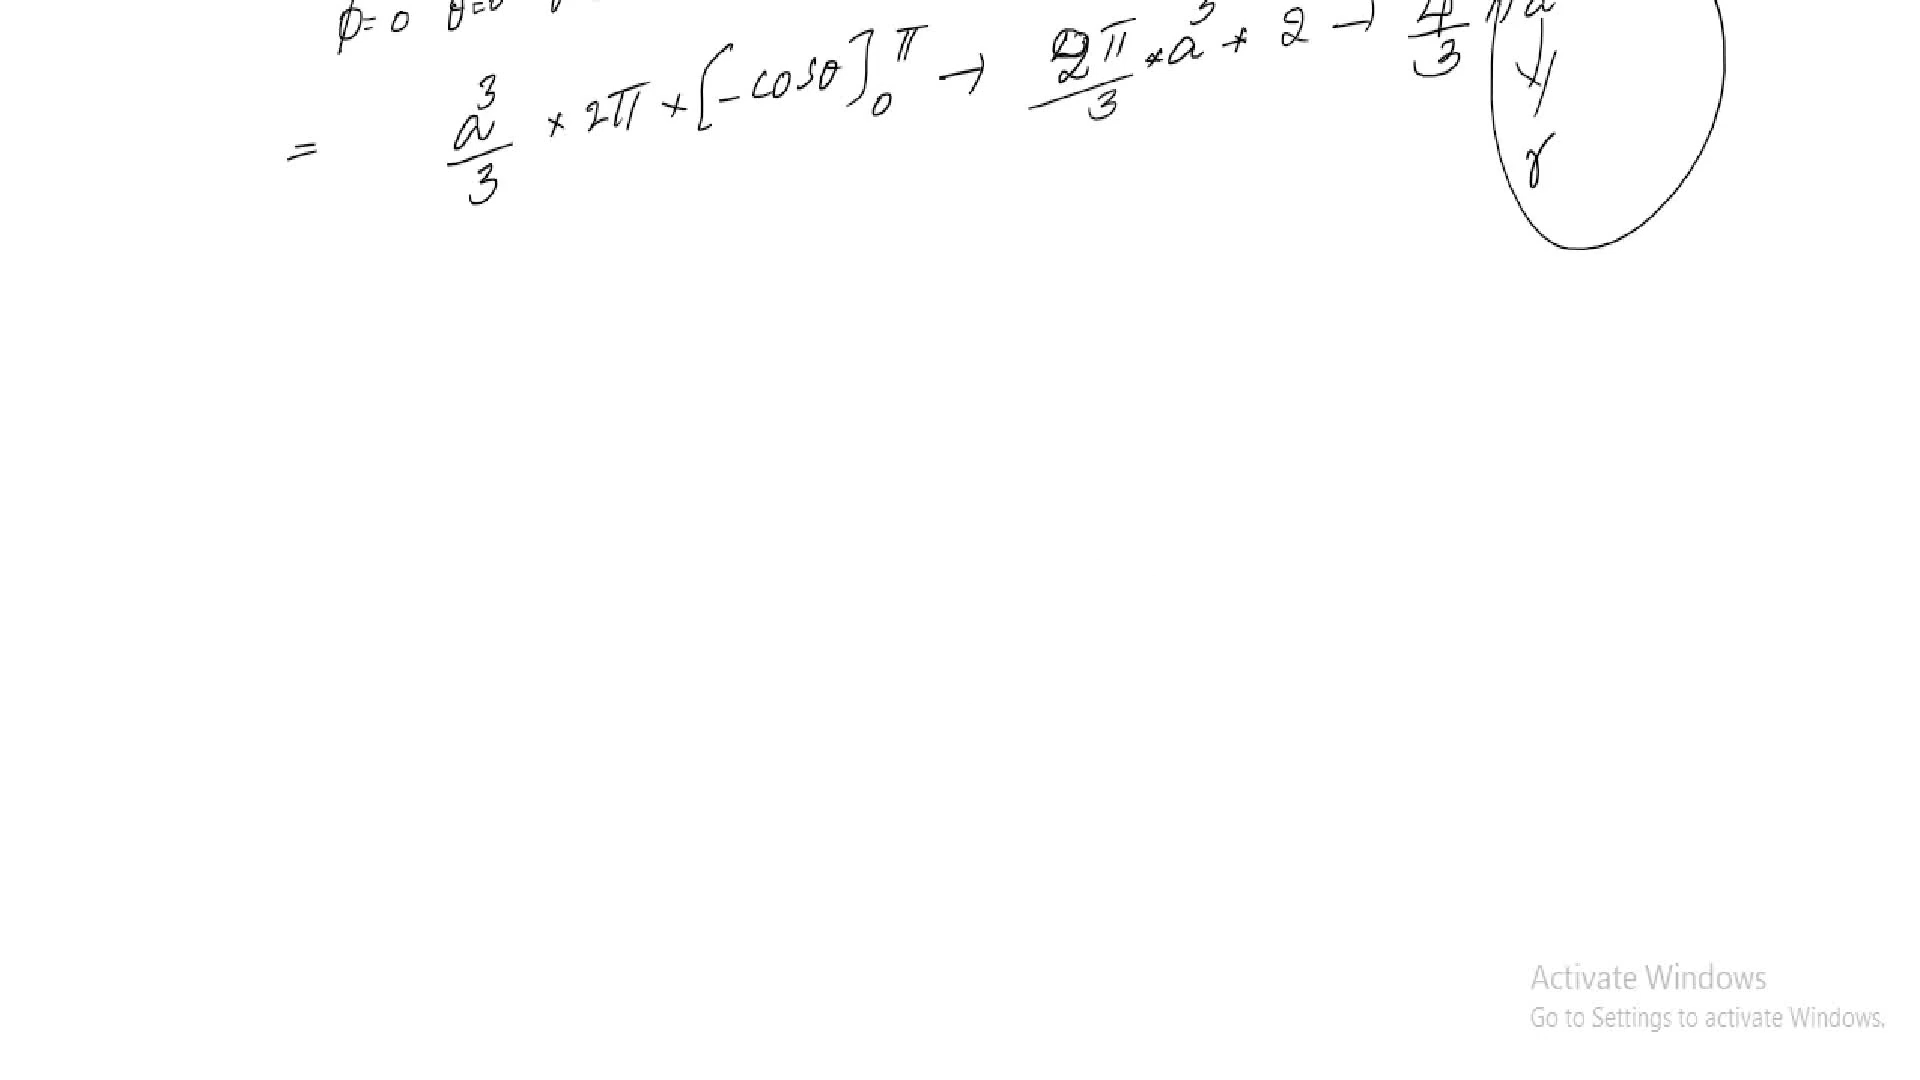 φ=0 θ=0
= a³/3 × 2π × [-cosθ]₀^π → 2π/3 × a³ × 2 → 4/3 πa
r
Activate Windows
Go to Settings to activate Windows.